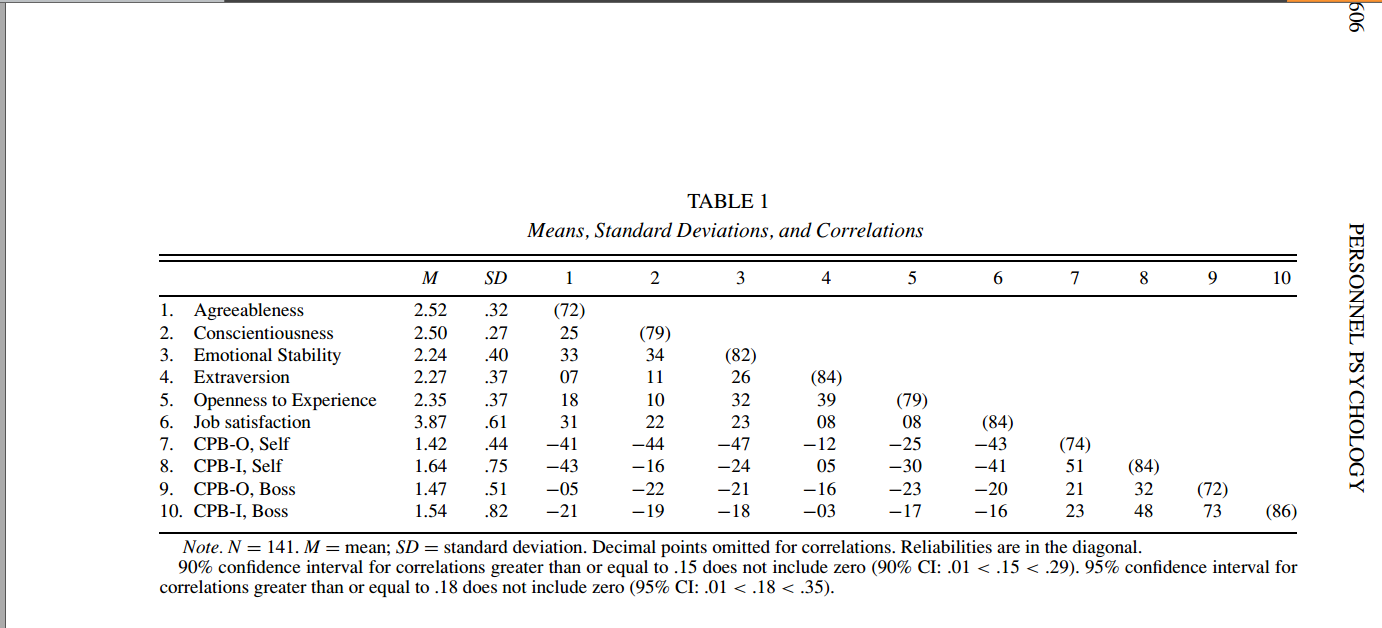 606
PERSONNEL PSYCHOLOGY
TABLE 1
Means, Standard Deviations, and Correlations
M SD 1 2 3 4 5 6 7 8 9 10
1. Agreeableness 2.52 .32 (72)
2. Conscientiousness 2.50 .27 25 (79)
3. Emotional Stability 2.24 .40 33 34 (82)
4. Extraversion 2.27 .37 07 11 26 (84)
5. Openness to Experience 2.35 .37 18 10 32 39 (79)
6. Job satisfaction 3.87 .61 31 22 23 08 08 (84)
7. CPB-O, Self 1.42 .44 −41 −44 −47 −12 −25 −43 (74)
8. CPB-I, Self 1.64 .75 −43 −16 −24 05 −30 −41 51 (84)
9. CPB-O, Boss 1.47 .51 −05 −22 −21 −16 −23 −20 21 32 (72)
10. CPB-I, Boss 1.54 .82 −21 −19 −18 −03 −17 −16 23 48 73 (86)
Note. N = 141. M = mean; SD = standard deviation. Decimal points omitted for correlations. Reliabilities are in the diagonal.
90% confidence interval for correlations greater than or equal to .15 does not include zero (90% CI: .01 < .15 < .29). 95% confidence interval for
correlations greater than or equal to .18 does not include zero (95% CI: .01 < .18 < .35).